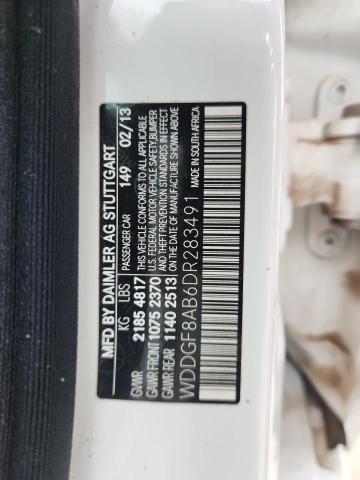 MFD BY DAIMLER AG STUTTGART
KG LBS PASSENGER CAR 149 02/13
GVWR 2185 4817 THIS VEHICLE CONFORMS TO ALL APPLICABLE
GAWR FRONT 1075 2370 U.S. FEDERAL MOTOR VEHICLE SAFETY, BUMPER
GAWR REAR 1140 2513 AND THEFT PREVENTION STANDARDS IN EFFECT
ON THE DATE OF MANUFACTURE SHOWN ABOVE.
WDDGF8AB6DR283491 MADE IN SOUTH AFRICA